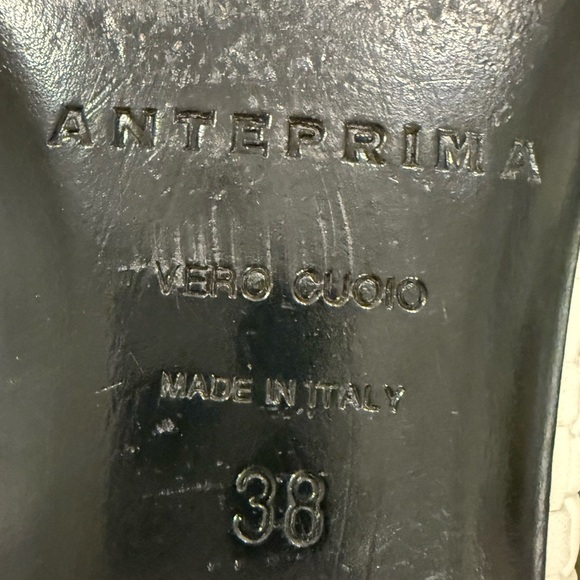 ANTEPRIMA
VERO CUOIO
MADE IN ITALY
38